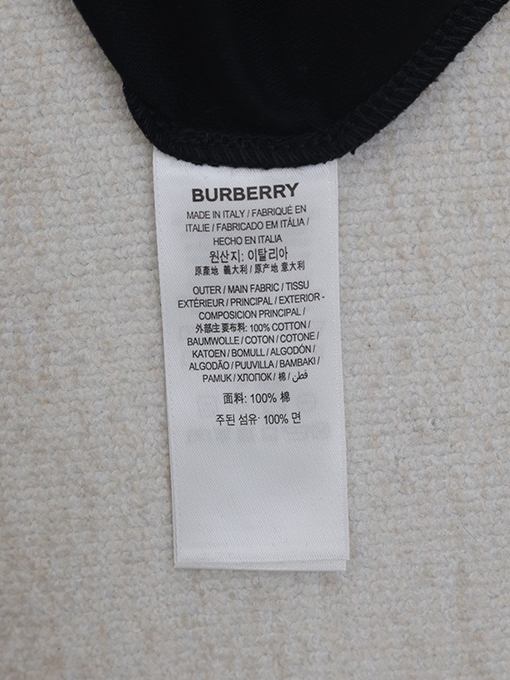 BURBERRY
MADE IN ITALY / FABRIQUÉ EN
ITALIE / FABRICADO EM ITÁLIA /
HECHO EN ITALIA
원산지: 이탈리아
原產地 義大利 / 原产地 意大利
OUTER / MAIN FABRIC / TISSU
EXTÉRIEUR / PRINCIPAL / EXTERIOR -
COMPOSICION PRINCIPAL /
外部主要布料: 100% COTTON /
BAUMWOLLE / COTON / COTONE /
KATOEN / BOMULL / ALGODÓN /
ALGODÃO / PUUVILLA / BAMBAKI /
PAMUK / ХЛОПОК / 棉 / قطن /
面料: 100% 棉
주된 섬유: 100% 면